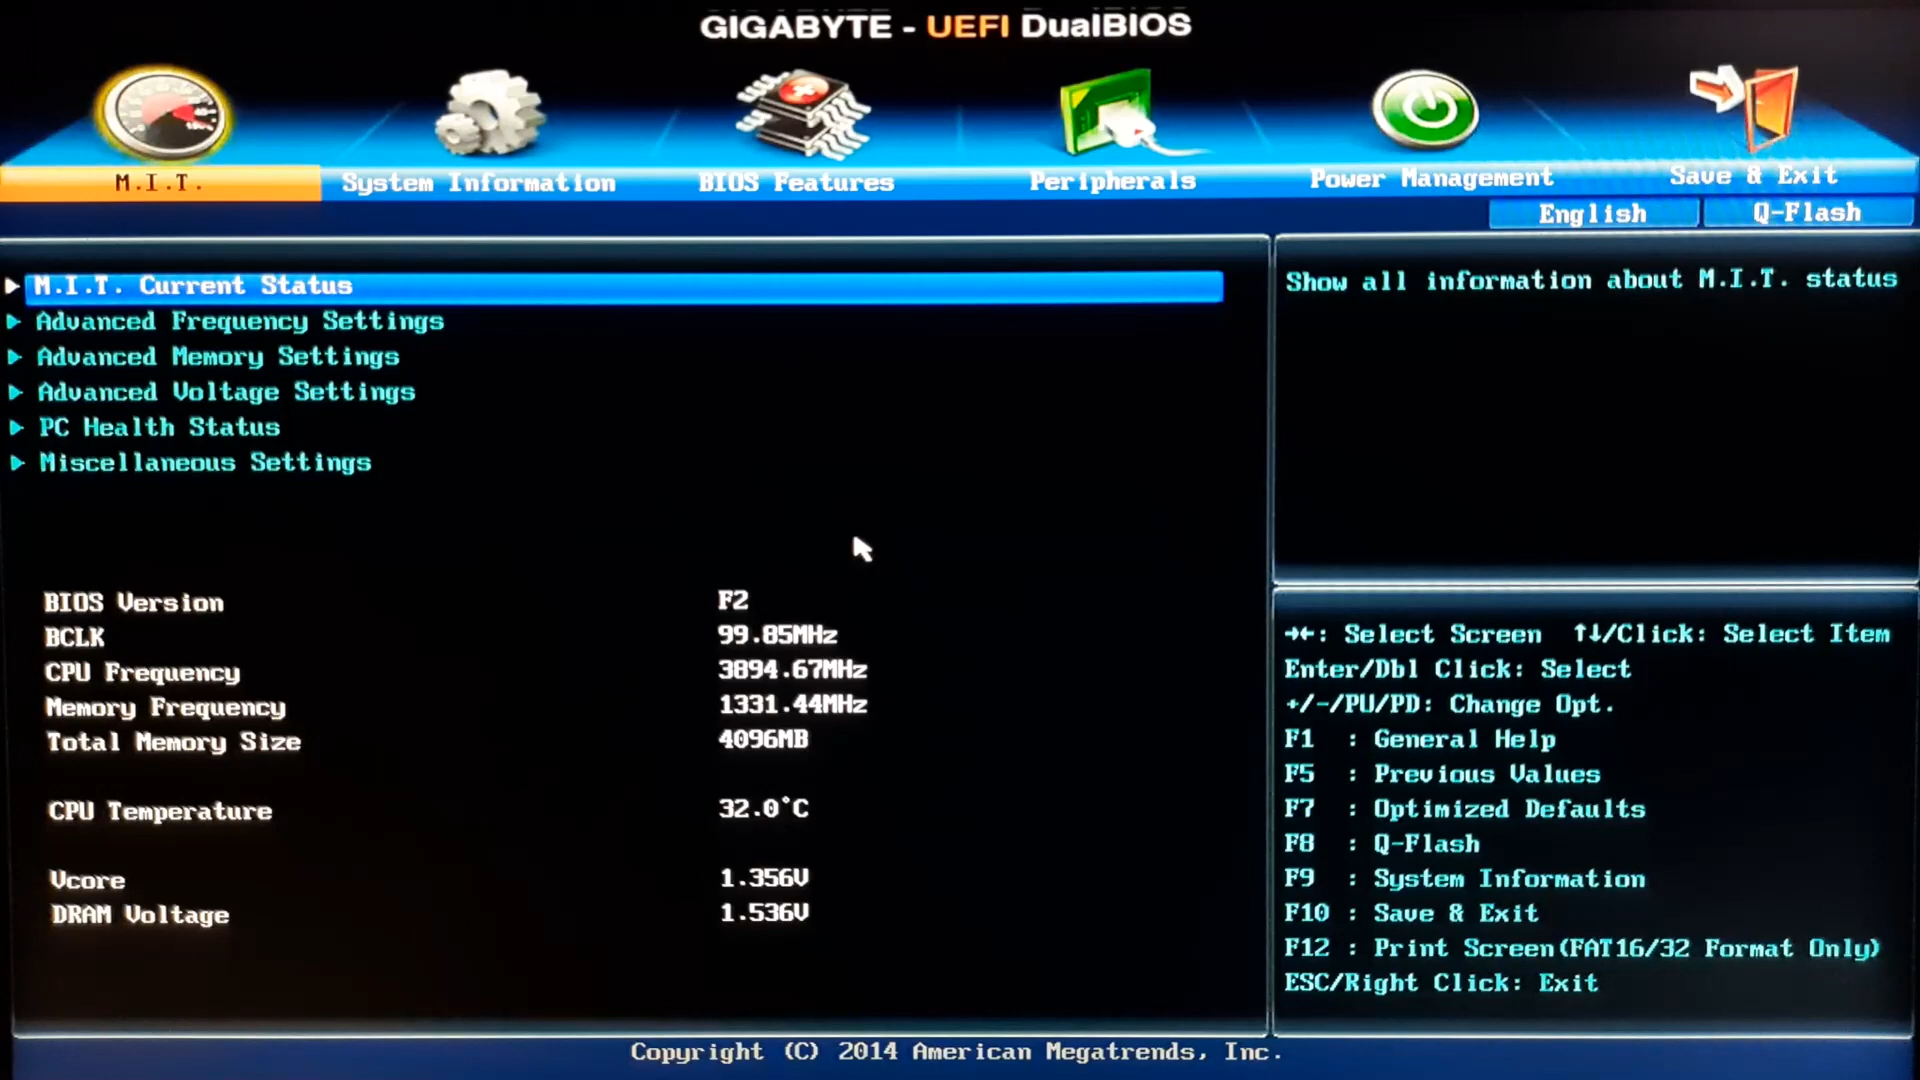 GIGABYTE - UEFI DualBIOS
M.I.T. System Information BIOS Features Peripherals Power Management Save & Exit
English Q-Flash
M.I.T. Current Status
Advanced Frequency Settings
Advanced Memory Settings
Advanced Voltage Settings
PC Health Status
Miscellaneous Settings
BIOS Version F2
BCLK 99.85MHz
CPU Frequency 3894.67MHz
Memory Frequency 1331.44MHz
Total Memory Size 4096MB
CPU Temperature 32.0°C
Vcore 1.356V
DRAM Voltage 1.536V
Show all information about M.I.T. status
→←: Select Screen ↑↓/Click: Select Item
Enter/Dbl Click: Select
+/-/PU/PD: Change Opt.
F1 : General Help
F5 : Previous Values
F7 : Optimized Defaults
F8 : Q-Flash
F9 : System Information
F10 : Save & Exit
F12 : Print Screen(FAT16/32 Format Only)
ESC/Right Click: Exit
Copyright (C) 2014 American Megatrends, Inc.